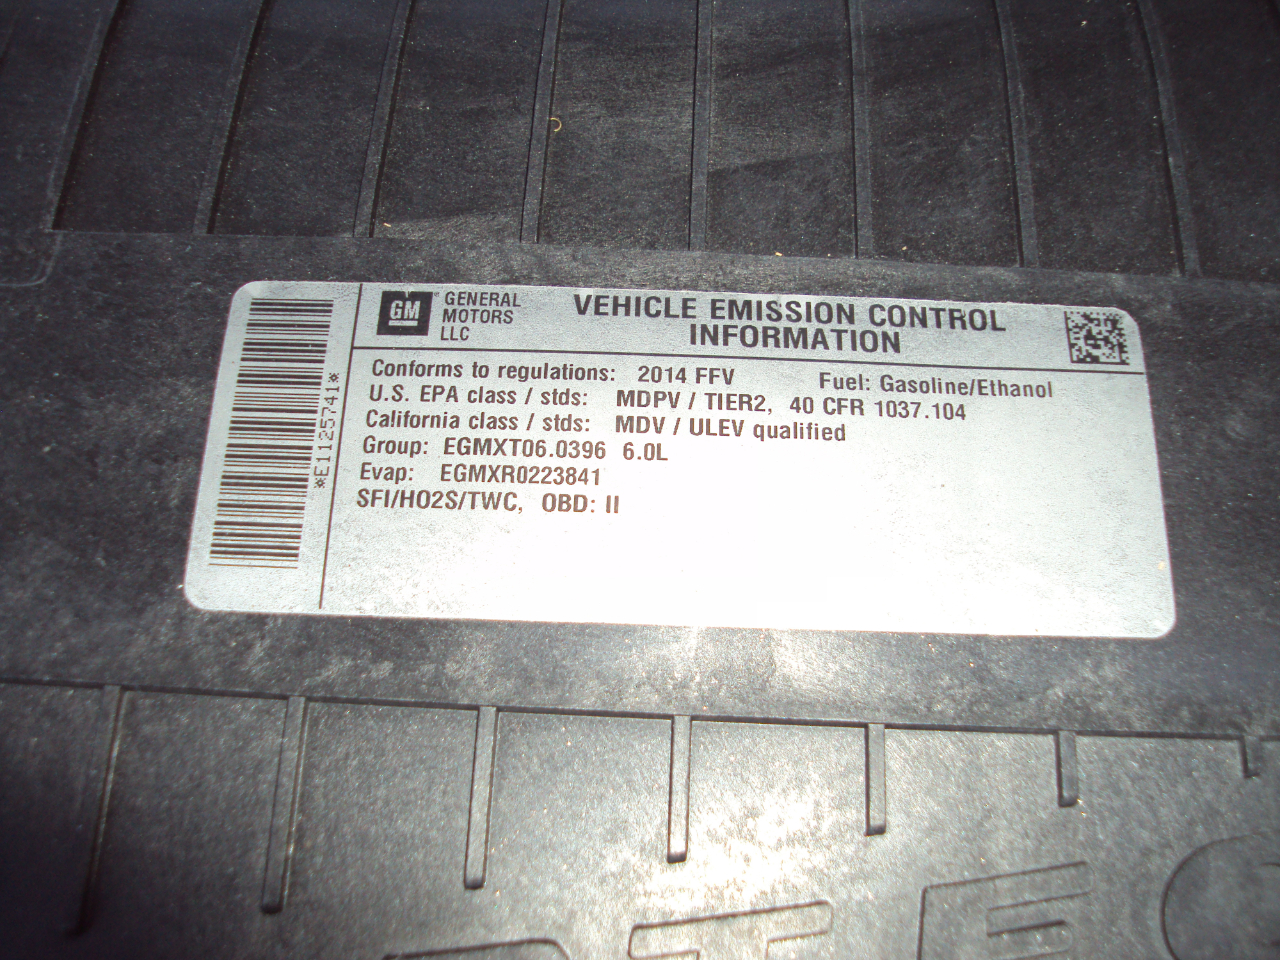 *E1125741*
GM
GENERAL
MOTORS
LLC
VEHICLE EMISSION CONTROL
INFORMATION
Conforms to regulations: 2014 FFV Fuel: Gasoline/Ethanol
U.S. EPA class / stds: MDPV / TIER2, 40 CFR 1037.104
California class / stds: MDV / ULEV qualified
Group: EGMXT06.0396 6.0L
Evap: EGMXR0223841
SFI/HO2S/TWC, OBD: II